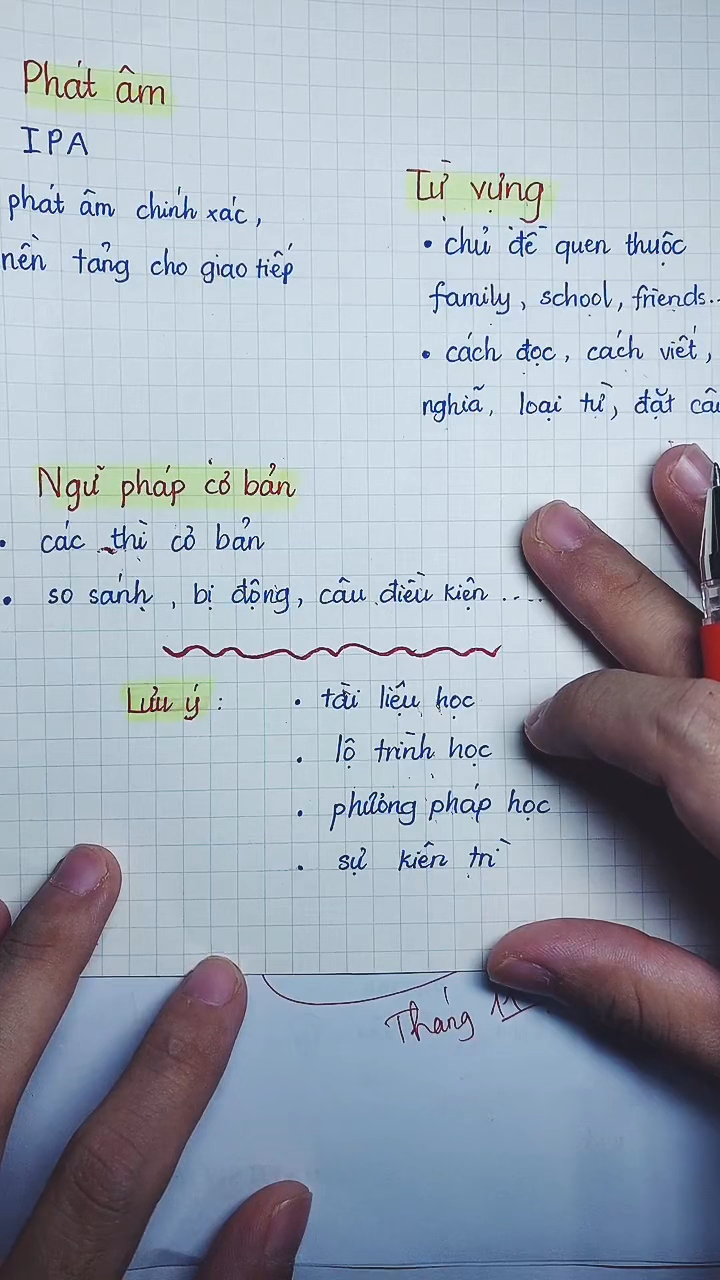 Phát âm
IPA
phát âm chính xác,
nền tảng cho giao tiếp
Từ vựng
• chủ đề quen thuộc
family, school, friends..
• cách đọc, cách viết,
nghĩa, loại từ, đặt câ
Ngữ pháp cơ bản
• các thì cơ bản
• so sánh, bị động, câu điều kiện ....
Lưu ý :
• tài liệu học
• lộ trình học
• phương pháp học
• sự kiên trì
Tháng 11